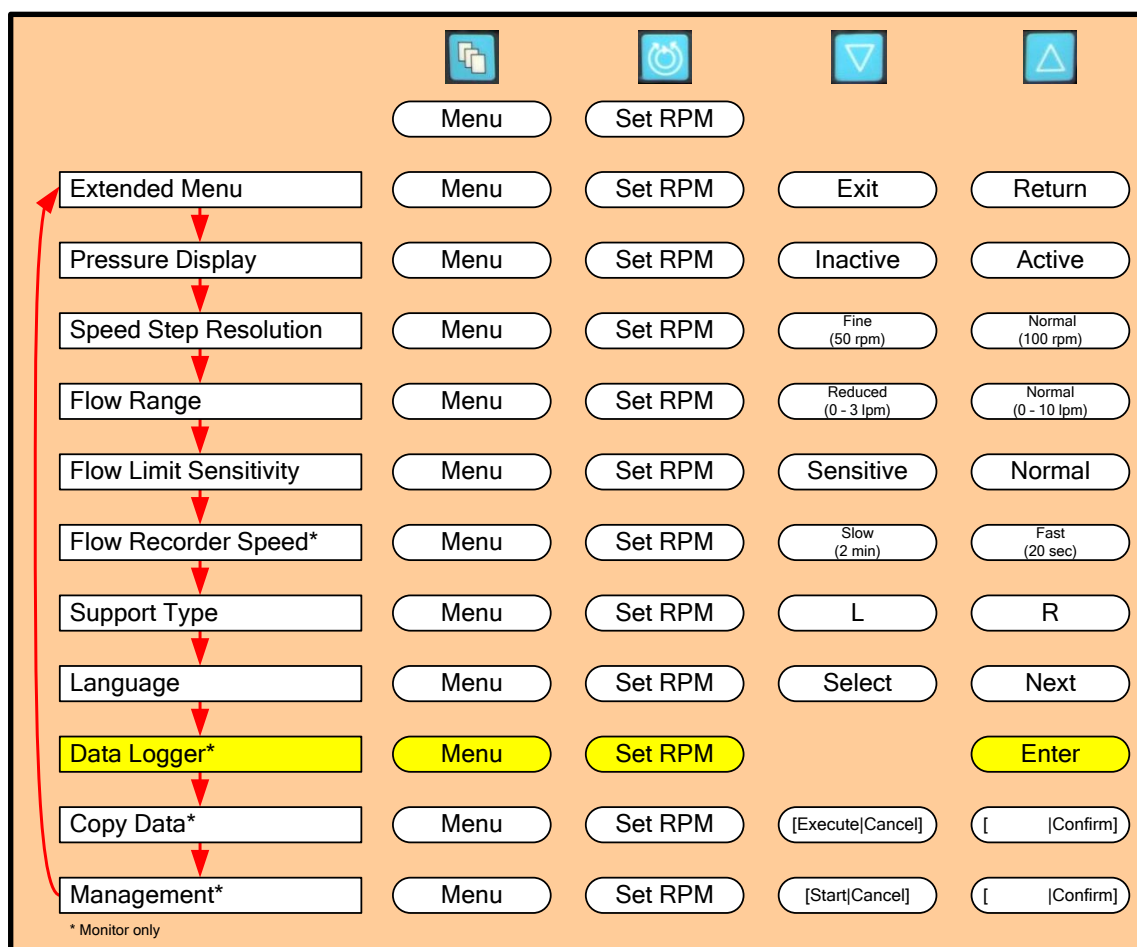 Menu Set RPM
Extended Menu Menu Set RPM Exit Return
Pressure Display Menu Set RPM Inactive Active
Speed Step Resolution Menu Set RPM Fine (50 rpm) Normal (100 rpm)
Flow Range Menu Set RPM Reduced (0 - 3 lpm) Normal (0 - 10 lpm)
Flow Limit Sensitivity Menu Set RPM Sensitive Normal
Flow Recorder Speed* Menu Set RPM Slow (2 min) Fast (20 sec)
Support Type Menu Set RPM L R
Language Menu Set RPM Select Next
Data Logger* Menu Set RPM Enter
Copy Data* Menu Set RPM [Execute|Cancel] [ |Confirm]
Management* Menu Set RPM [Start|Cancel] [ |Confirm]
* Monitor only